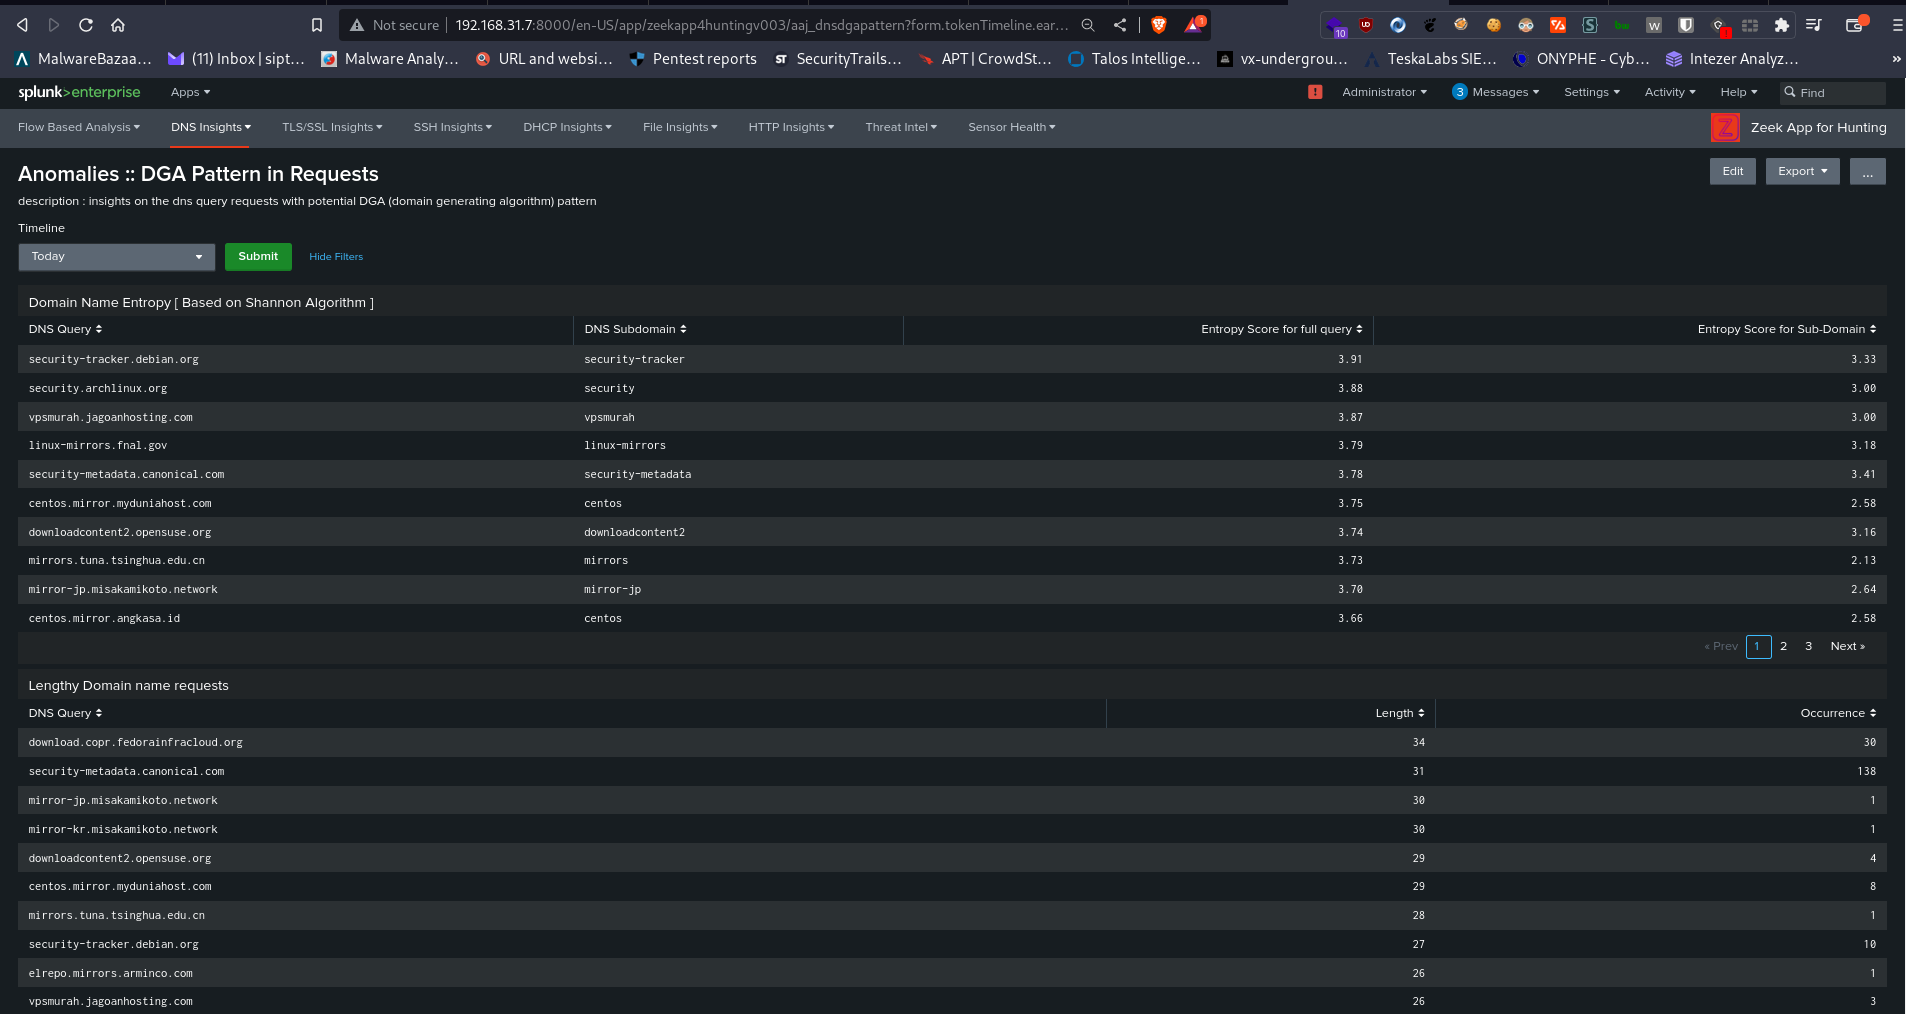 Not secure 192.168.31.7:8000/en-US/app/zeekapp4huntingv003/aaj_dnsdgapattern?form.tokenTimeline.ear... 1 10
MalwareBazaa... (11) Inbox | sipt... Malware Analy... URL and websi... Pentest reports SecurityTrails... APT | CrowdSt... Talos Intellige... vx-undergrou... TeskaLabs SIE... ONYPHE - Cyb... Intezer Analyz... »
splunk>enterprise Apps ! Administrator 3 Messages Settings Activity Help Find
Flow Based Analysis DNS Insights TLS/SSL Insights SSH Insights DHCP Insights File Insights HTTP Insights Threat Intel Sensor Health Z Zeek App for Hunting
Anomalies :: DGA Pattern in Requests Edit Export ...
description : insights on the dns query requests with potential DGA (domain generating algorithm) pattern
Timeline
Today Submit Hide Filters
Domain Name Entropy [ Based on Shannon Algorithm ]
DNS Query DNS Subdomain Entropy Score for full query Entropy Score for Sub-Domain
security-tracker.debian.org security-tracker 3.91 3.33
security.archlinux.org security 3.88 3.00
vpsmurah.jagoanhosting.com vpsmurah 3.87 3.00
linux-mirrors.fnal.gov linux-mirrors 3.79 3.18
security-metadata.canonical.com security-metadata 3.78 3.41
centos.mirror.myduniahost.com centos 3.75 2.58
downloadcontent2.opensuse.org downloadcontent2 3.74 3.16
mirrors.tuna.tsinghua.edu.cn mirrors 3.73 2.13
mirror-jp.misakamikoto.network mirror-jp 3.70 2.64
centos.mirror.angkasa.id centos 3.66 2.58
« Prev 1 2 3 Next »
Lengthy Domain name requests
DNS Query Length Occurrence
download.copr.fedorainfracloud.org 34 30
security-metadata.canonical.com 31 138
mirror-jp.misakamikoto.network 30 1
mirror-kr.misakamikoto.network 30 1
downloadcontent2.opensuse.org 29 4
centos.mirror.myduniahost.com 29 8
mirrors.tuna.tsinghua.edu.cn 28 1
security-tracker.debian.org 27 10
elrepo.mirrors.arminco.com 26 1
vpsmurah.jagoanhosting.com 26 3